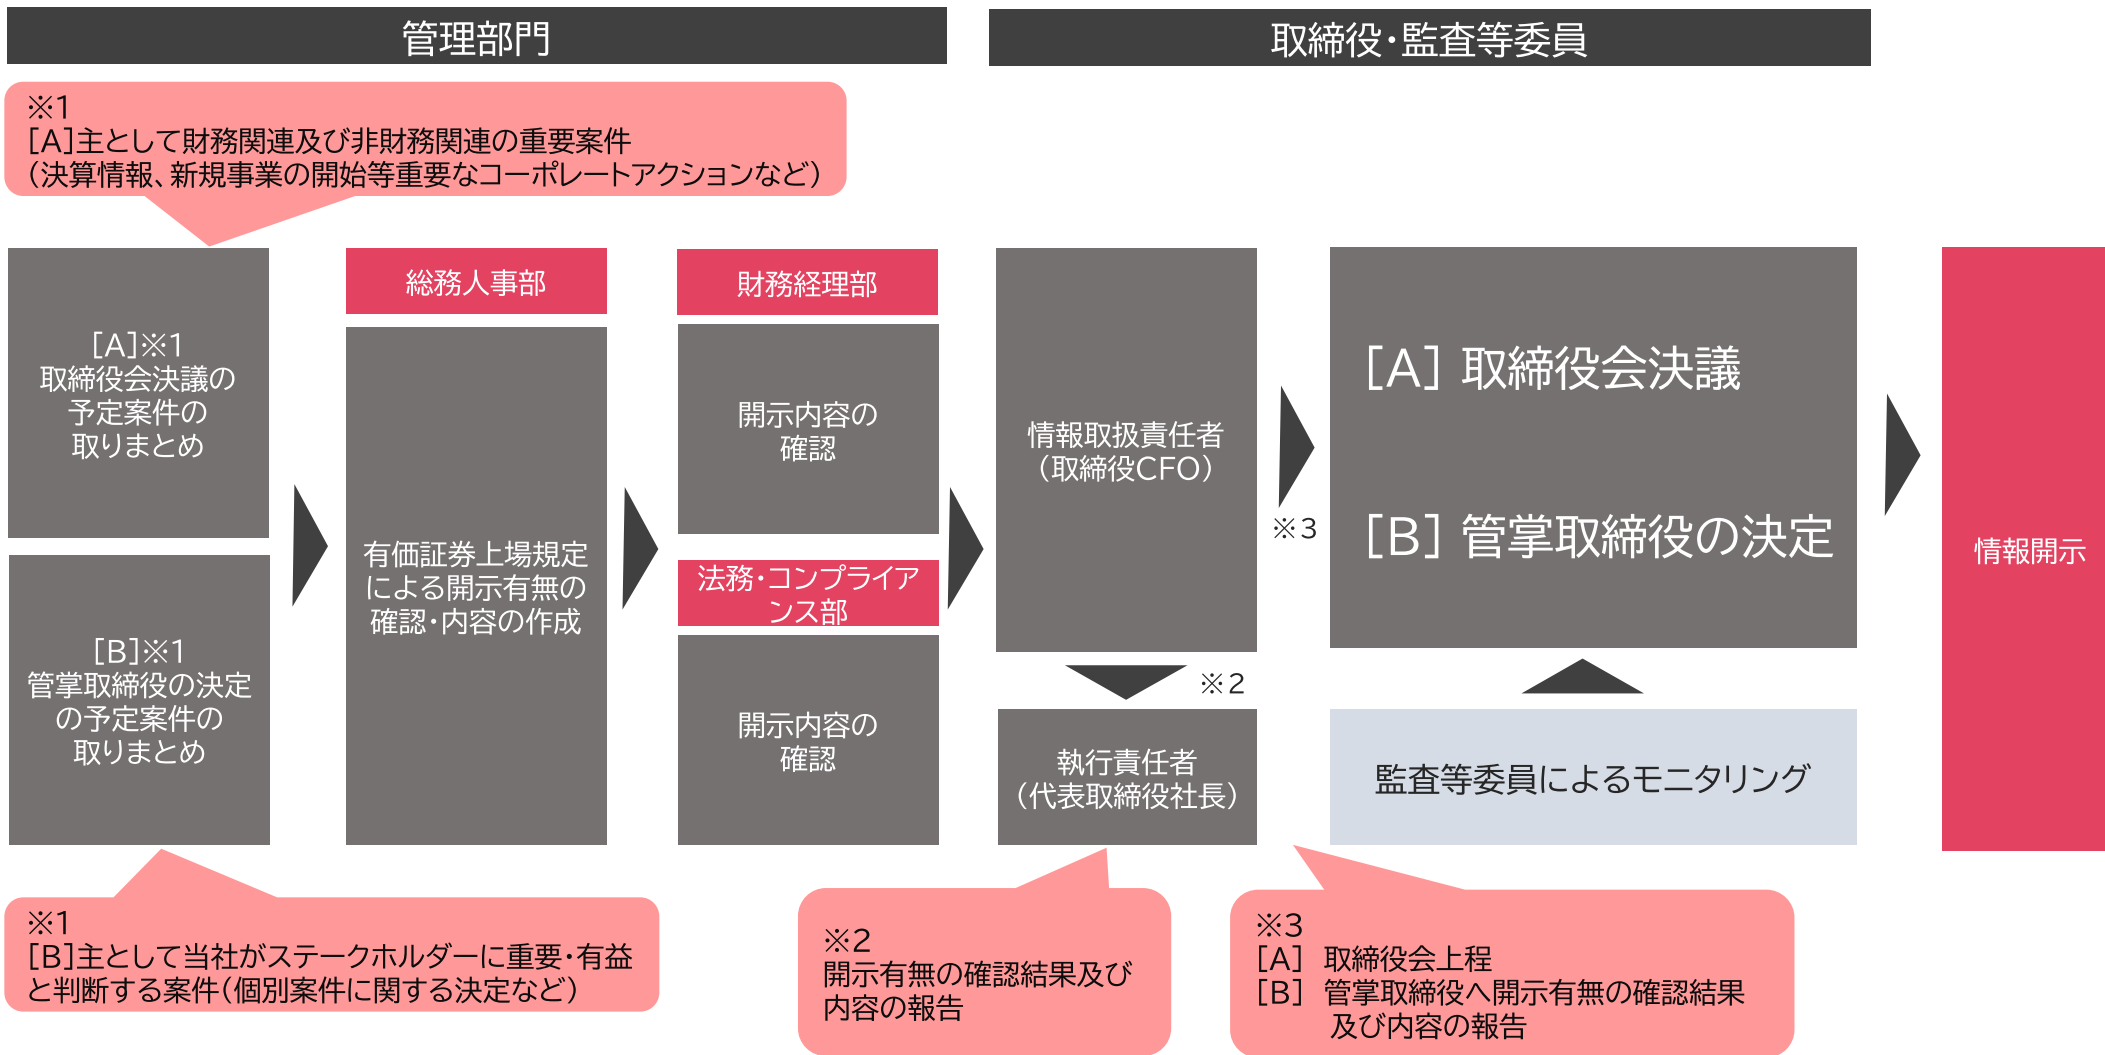 管理部門
取締役・監査等委員
※1
[A]主として財務関連及び非財務関連の重要案件
（決算情報、新規事業の開始等重要なコーポレートアクションなど）
[A]※1
取締役会決議の
予定案件の
取りまとめ
[B]※1
管掌取締役の決定
の予定案件の
取りまとめ
総務人事部
有価証券上場規定
による開示有無の
確認・内容の作成
財務経理部
開示内容の
確認
法務・コンプライア
ンス部
開示内容の
確認
情報取扱責任者
（取締役CFO）
※2
執行責任者
（代表取締役社長）
※3
[A] 取締役会決議
[B] 管掌取締役の決定
監査等委員によるモニタリング
情報開示
※1
[B]主として当社がステークホルダーに重要・有益
と判断する案件（個別案件に関する決定など）
※2
開示有無の確認結果及び
内容の報告
※3
[A] 取締役会上程
[B] 管掌取締役へ開示有無の確認結果
及び内容の報告